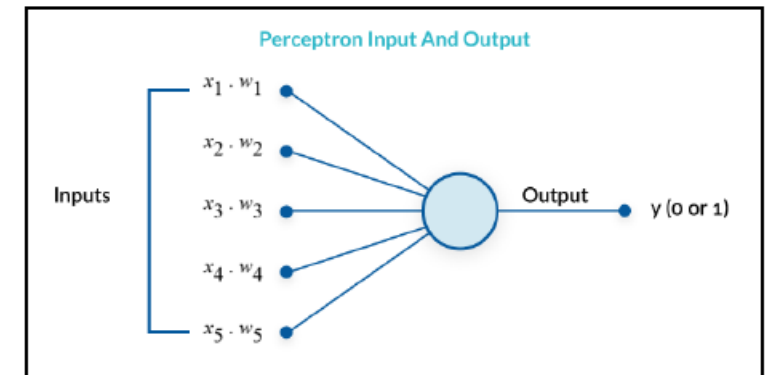 Perceptron Input And Output
x1 . w1
x2 . w2
Inputs
x3 . w3
Output
y (0 or 1)
x4 . w4
x5 . w5